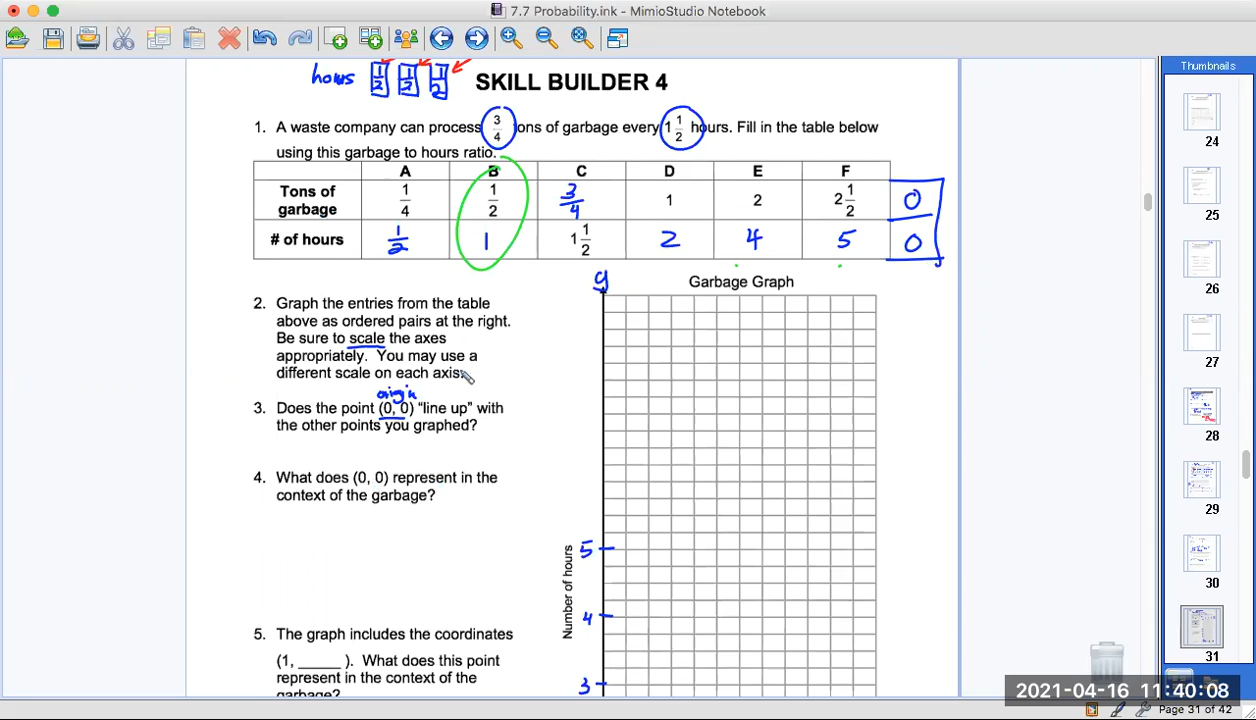 7.7 Probability.ink - MimioStudio Notebook
Thumbnails
hours 1/2 1/2 1/2
SKILL BUILDER 4
1. A waste company can process 3/4 tons of garbage every 1 1/2 hours. Fill in the table below
using this garbage to hours ratio.
A B C D E F
Tons of garbage 1/4 1/2 3/4 1 2 2 1/2 0
# of hours 1/2 1 1 1/2 2 4 5 0
y
Garbage Graph
2. Graph the entries from the table
above as ordered pairs at the right.
Be sure to scale the axes
appropriately. You may use a
different scale on each axis.
origin
3. Does the point (0, 0) “line up” with
the other points you graphed?
4. What does (0, 0) represent in the
context of the garbage?
5
Number of hours
4
3
5. The graph includes the coordinates
(1, _____ ). What does this point
represent in the context of the
garbage?
24
25
26
27
28
29
30
31
2021-04-16 11:40:08
Page 31 of 42